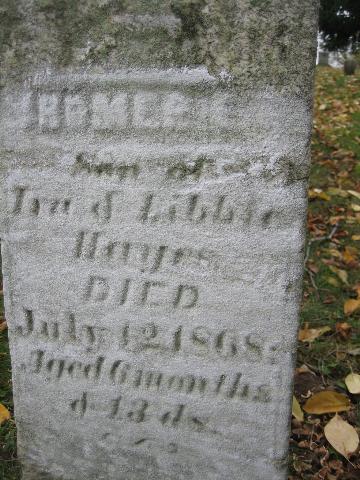 HOMER
Son of
Ira & Libbie
Hayes
DIED
July 12, 1868:
Aged 6 months
& 13 ds.